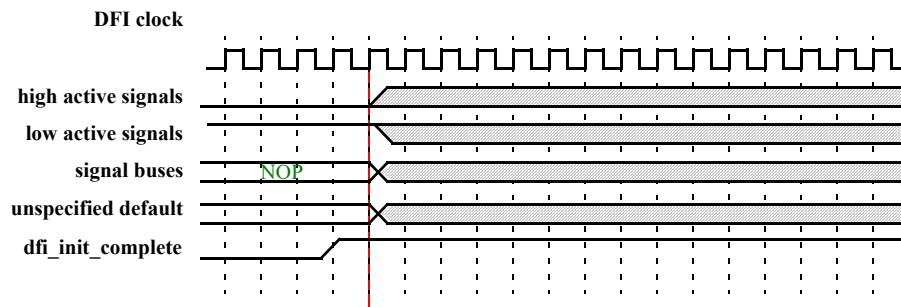 DFI clock
high active signals
low active signals
signal buses
NOP
unspecified default
dfi_init_complete